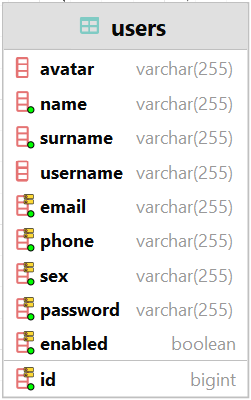 users
avatar varchar(255)
name varchar(255)
surname varchar(255)
username varchar(255)
email varchar(255)
phone varchar(255)
sex varchar(255)
password varchar(255)
enabled boolean
id bigint